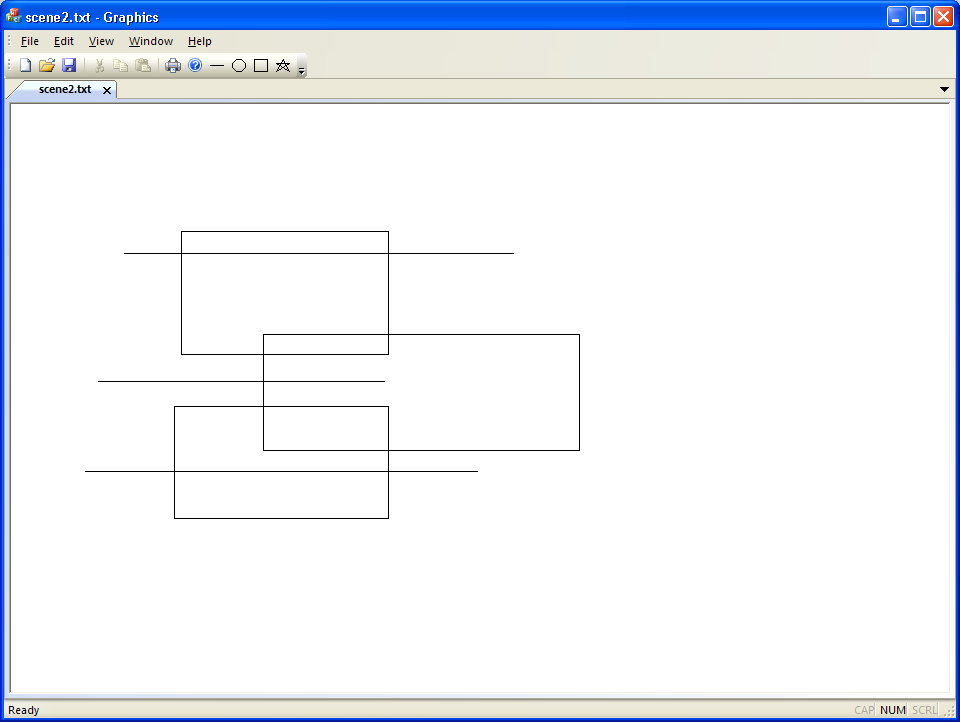 scene2.txt - Graphics
File Edit View Window Help
scene2.txt
Ready CAP NUM SCRL